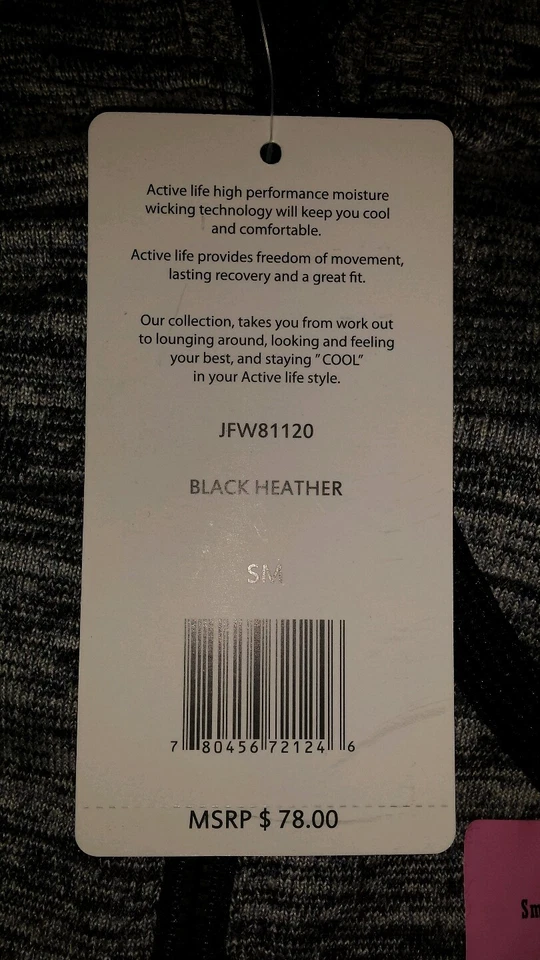 Active life high performance moisture
wicking technology will keep you cool
and comfortable.
Active life provides freedom of movement,
lasting recovery and a great fit.
Our collection, takes you from work out
to lounging around, looking and feeling
your best, and staying "COOL"
in your Active life style.
JFW81120
BLACK HEATHER
SM
7 80456 72124 6
MSRP $ 78.00